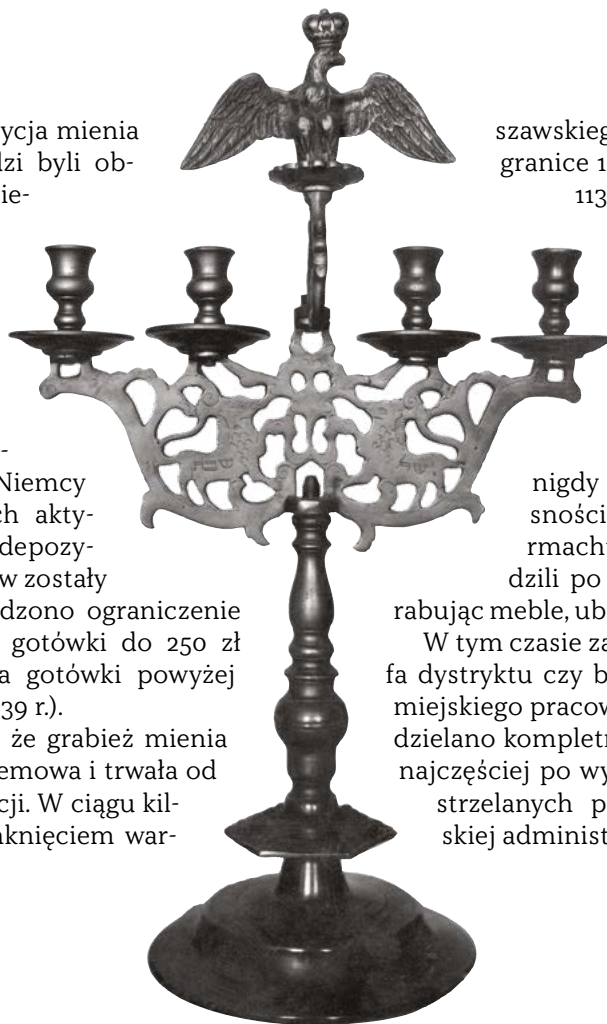 ycja mienia
dzi byli ob-
ie-
-
Niemcy
ch akty-
depozy-
w zostały
dzono ograniczenie
gotówki do 250 zł
a gotówki powyżej
39 r.).
że grabież mienia
emowa i trwała od
cji. W ciągu kil-
knięciem war-
szawskieg
granice 1
113
nigdy
sności
rmach
dzili po
rabując meble, ub
W tym czasie za
fa dystryktu czy b
miejskiego pracow
dzielano kompletn
najczęściej po wy
strzelanych p
skiej administ
שבת